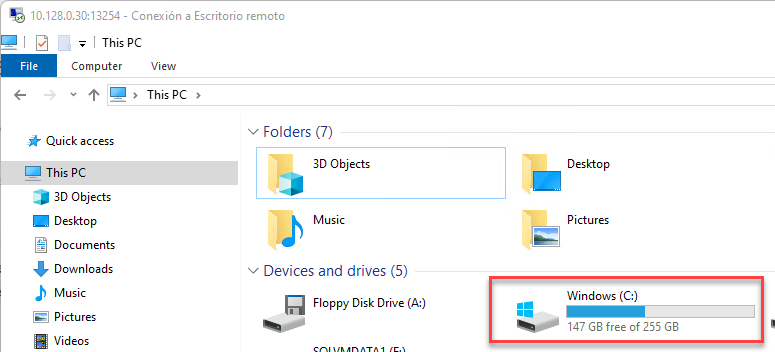 10.128.0.30:13254 - Conexión a Escritorio remoto
This PC
File Computer View
This PC
Quick access
This PC
3D Objects
Desktop
Documents
Downloads
Music
Pictures
Videos
Folders (7)
3D Objects
Desktop
Music
Pictures
Devices and drives (5)
Floppy Disk Drive (A:)
Windows (C:)
147 GB free of 255 GB